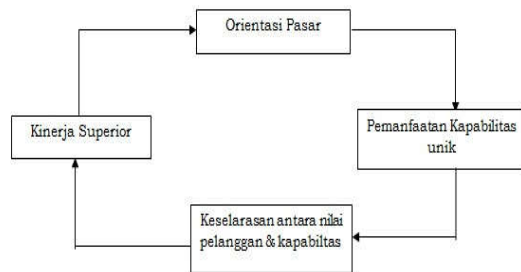 Orientasi Pasar
Kinerja Superior
Pemanfaatan Kapabilitas
unik
Keselarasan antara nilai
pelanggan & kapabiltas